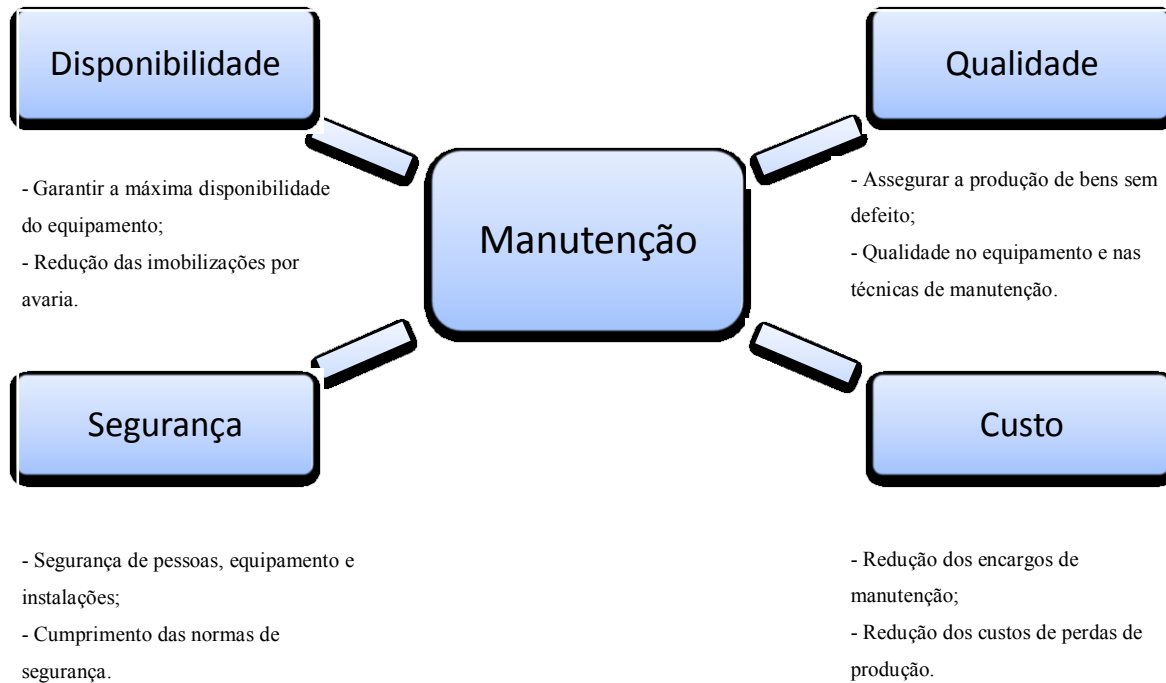 Disponibilidade
- Garantir a máxima disponibilidade
do equipamento;
- Redução das imobilizações por
avaria.
Qualidade
- Assegurar a produção de bens sem
defeito;
- Qualidade no equipamento e nas
técnicas de manutenção.
Manutenção
Segurança
- Segurança de pessoas, equipamento e
instalações;
- Cumprimento das normas de
segurança.
Custo
- Redução dos encargos de
manutenção;
- Redução dos custos de perdas de
produção.